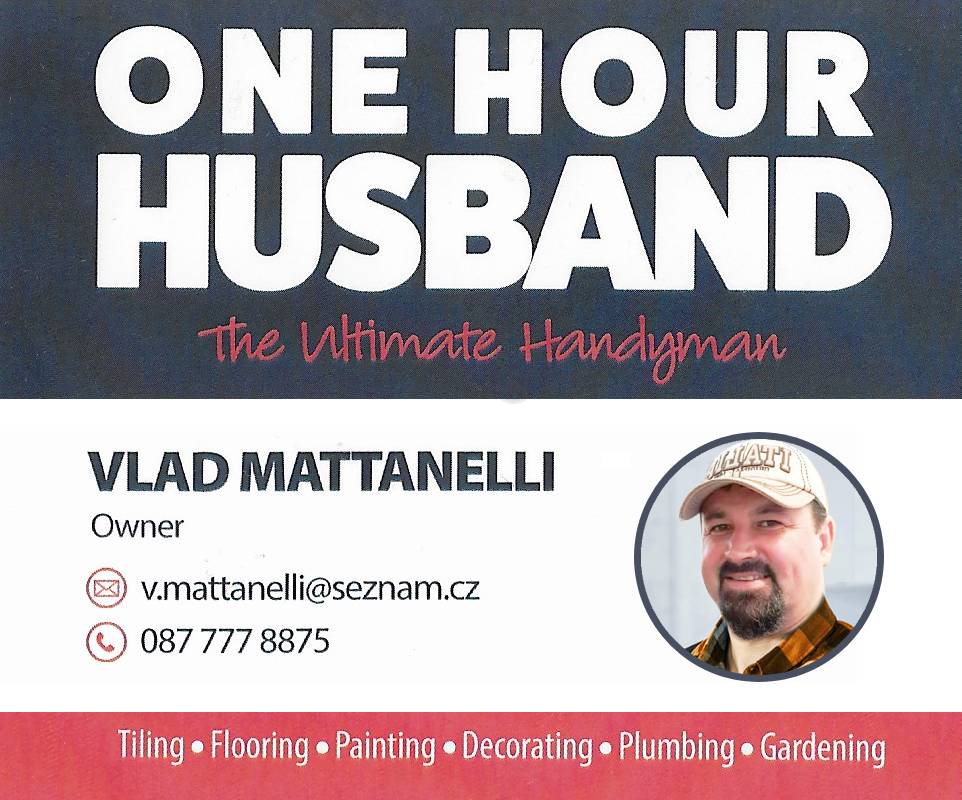 ONE HOUR
HUSBAND
The Ultimate Handyman
VLAD MATTANELLI
Owner
v.mattanelli@seznam.cz
087 777 8875
Tiling • Flooring • Painting • Decorating • Plumbing • Gardening